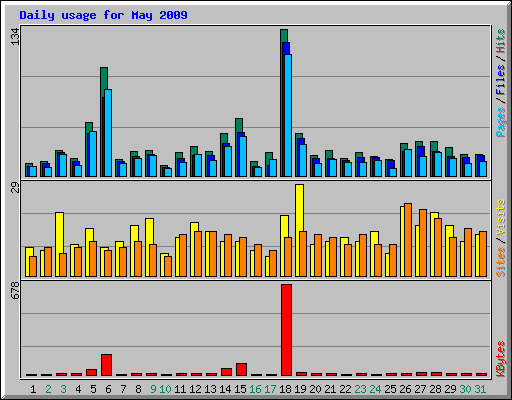 Daily usage for May 2009
134
Pages / Files / Hits
29
Sites / Visits
678
KBytes
1 2 3 4 5 6 7 8 9 10 11 12 13 14 15 16 17 18 19 20 21 22 23 24 25 26 27 28 29 30 31